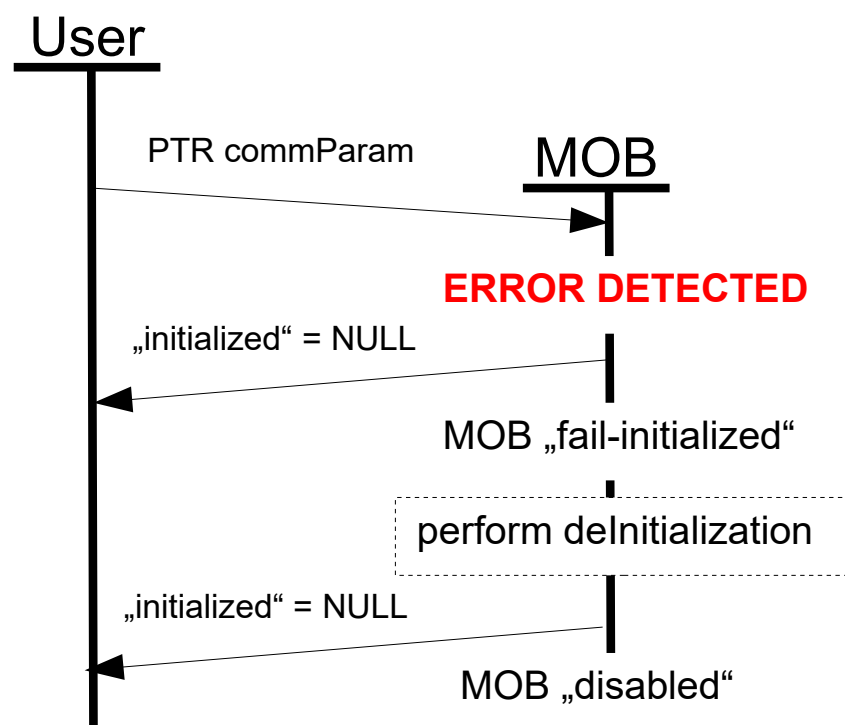 User
PTR commParam
MOB
ERROR DETECTED
„initialized“ = NULL
MOB „fail-initialized“
perform deInitialization
„initialized“ = NULL
MOB „disabled“